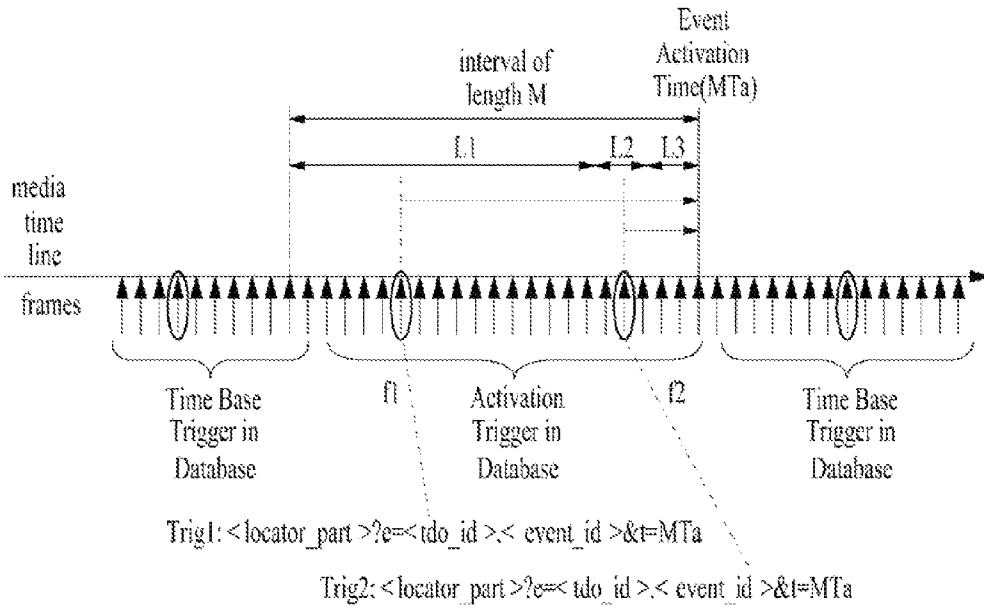 Event
Activation
Time(MTa)
interval of
length M
L1
L2
L3
media
time
line
frames
Time Base
Trigger in
Database
f1
Activation
Trigger in
Database
f2
Time Base
Trigger in
Database
Trig1: <locator_part >?e=< tdo_id >.< event_id >&t=MTa
Trig2: <locator_part >?e=< tdo_id >.< event_id >&t=MTa